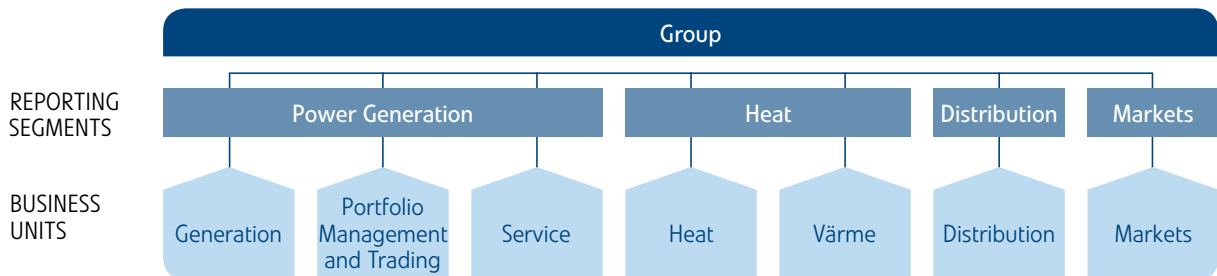 Group
REPORTING
SEGMENTS
Power Generation
Heat
Distribution
Markets
BUSINESS
UNITS
Generation
Portfolio
Management
and Trading
Service
Heat
Värme
Distribution
Markets